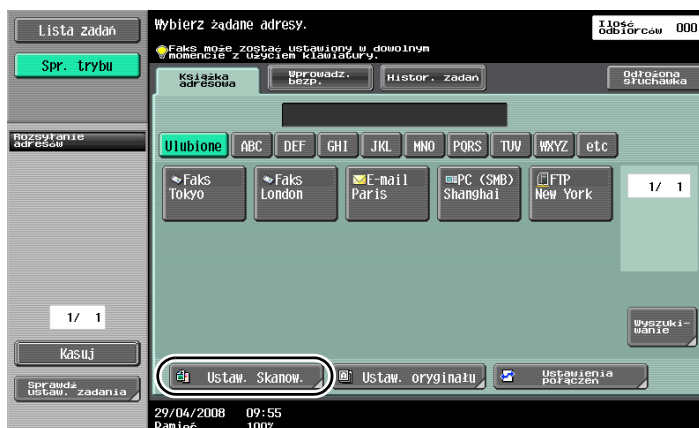 Lista zadań
Spr. trybu
Rozsyłanie
adresów
1/ 1
Kasuj
Sprawdź
ustaw. zadania
Wybierz żądane adresy.
Faks może zostać ustawiony w dowolnym
momencie z użyciem klawiatury.
Ilość
odbiorców 000
Książka
adresowa
Wprowadz.
bezp.
Histor. zadań
Odłożona
słuchawka
Ulubione ABC DEF GHI JKL MNO PQRS TUV WXYZ etc
Faks
Tokyo
Faks
London
E-mail
Paris
PC (SMB)
Shanghai
FTP
New York
1/ 1
Wyszuki-
wanie
Ustaw. Skanow.
Ustaw. oryginału
Ustawienia
połączeń
29/04/2008 09:55
Pamięć 100%